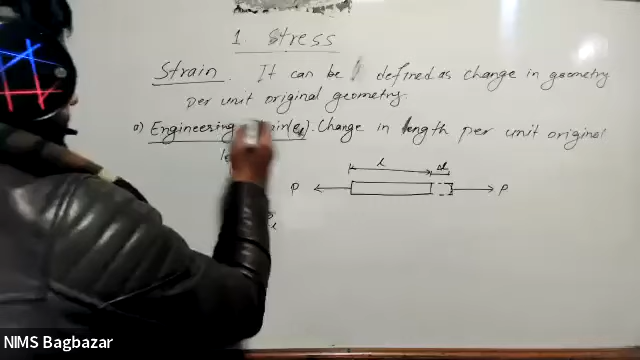 1. Stress
Strain. It can be defined as change in geometry
per unit original geometry.
a) Engineering (e). Change in length per unit original
l Δl
P P
NIMS Bagbazar